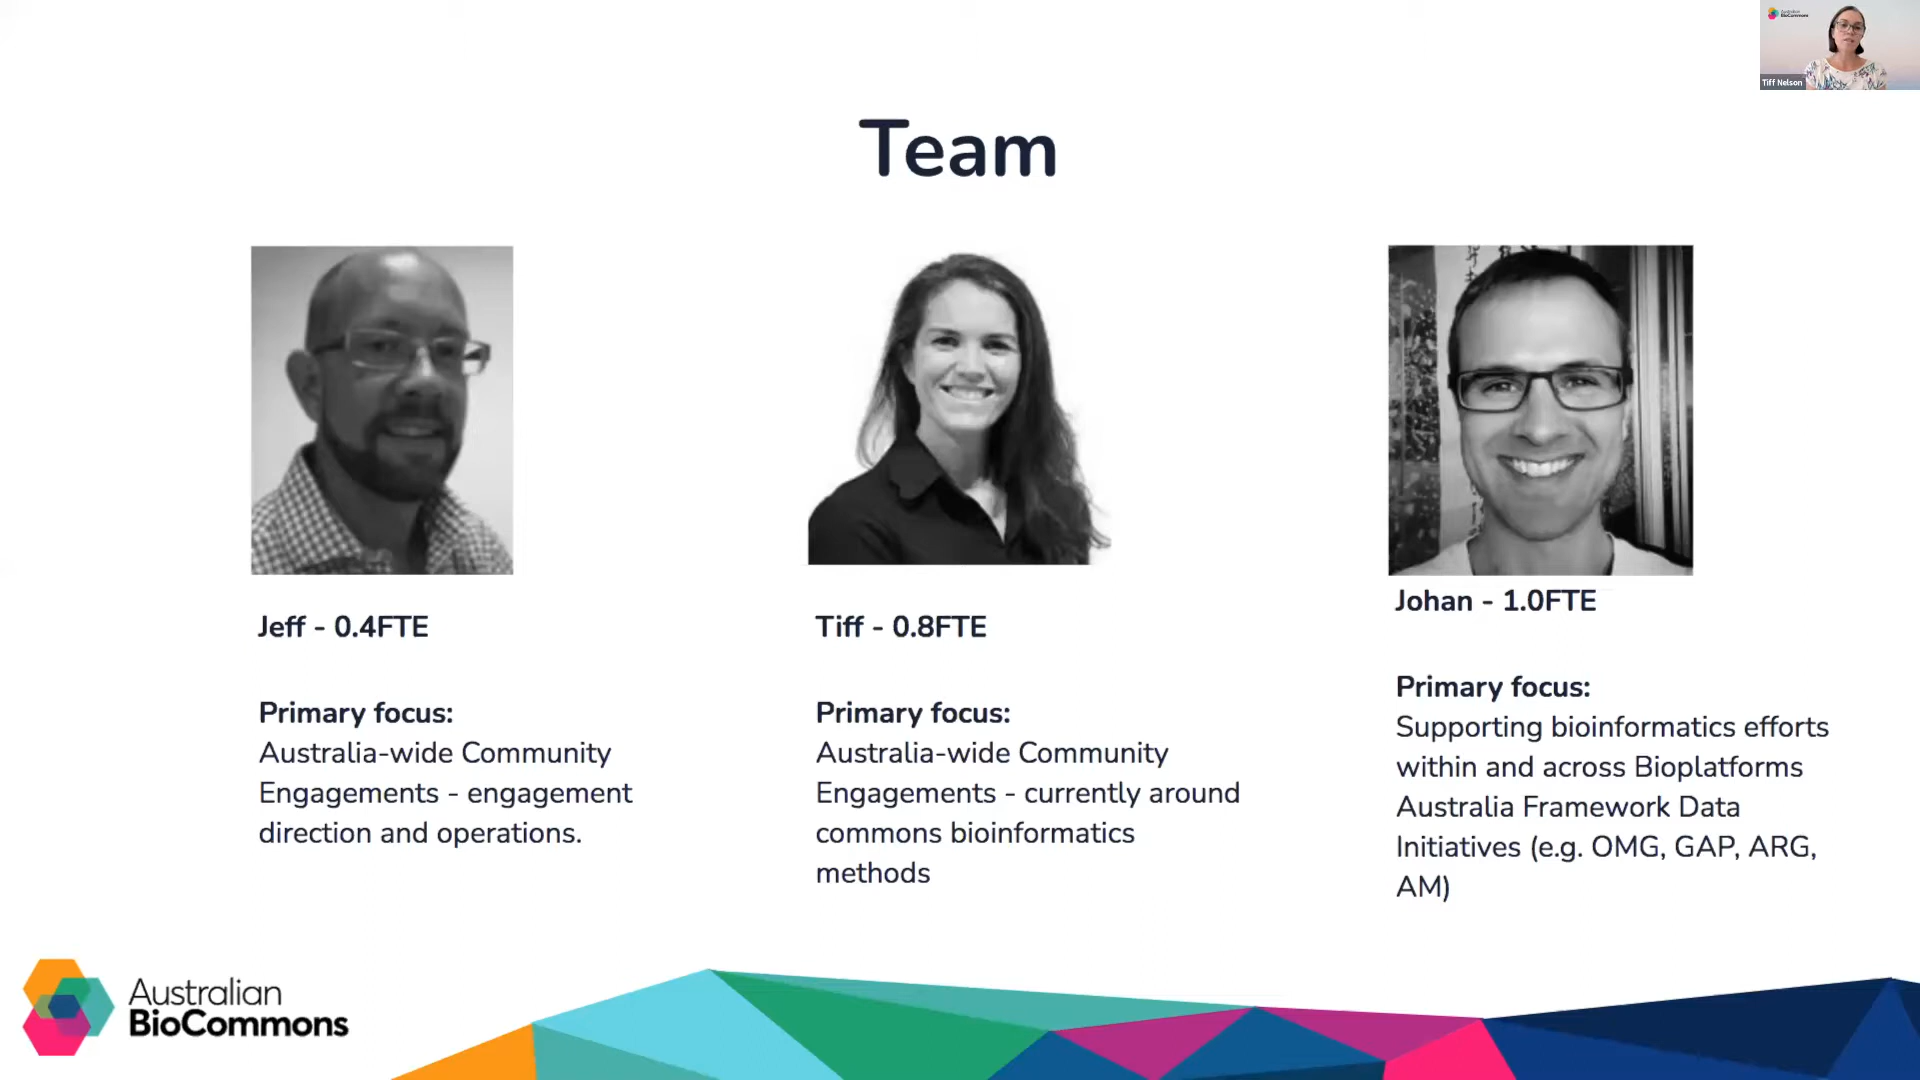 Australian
BioCommons
Tiff Nelson
Team
Jeff - 0.4FTE
Primary focus:
Australia-wide Community
Engagements - engagement
direction and operations.
Tiff - 0.8FTE
Primary focus:
Australia-wide Community
Engagements - currently around
commons bioinformatics
methods
Johan - 1.0FTE
Primary focus:
Supporting bioinformatics efforts
within and across Bioplatforms
Australia Framework Data
Initiatives (e.g. OMG, GAP, ARG,
AM)
Australian
BioCommons